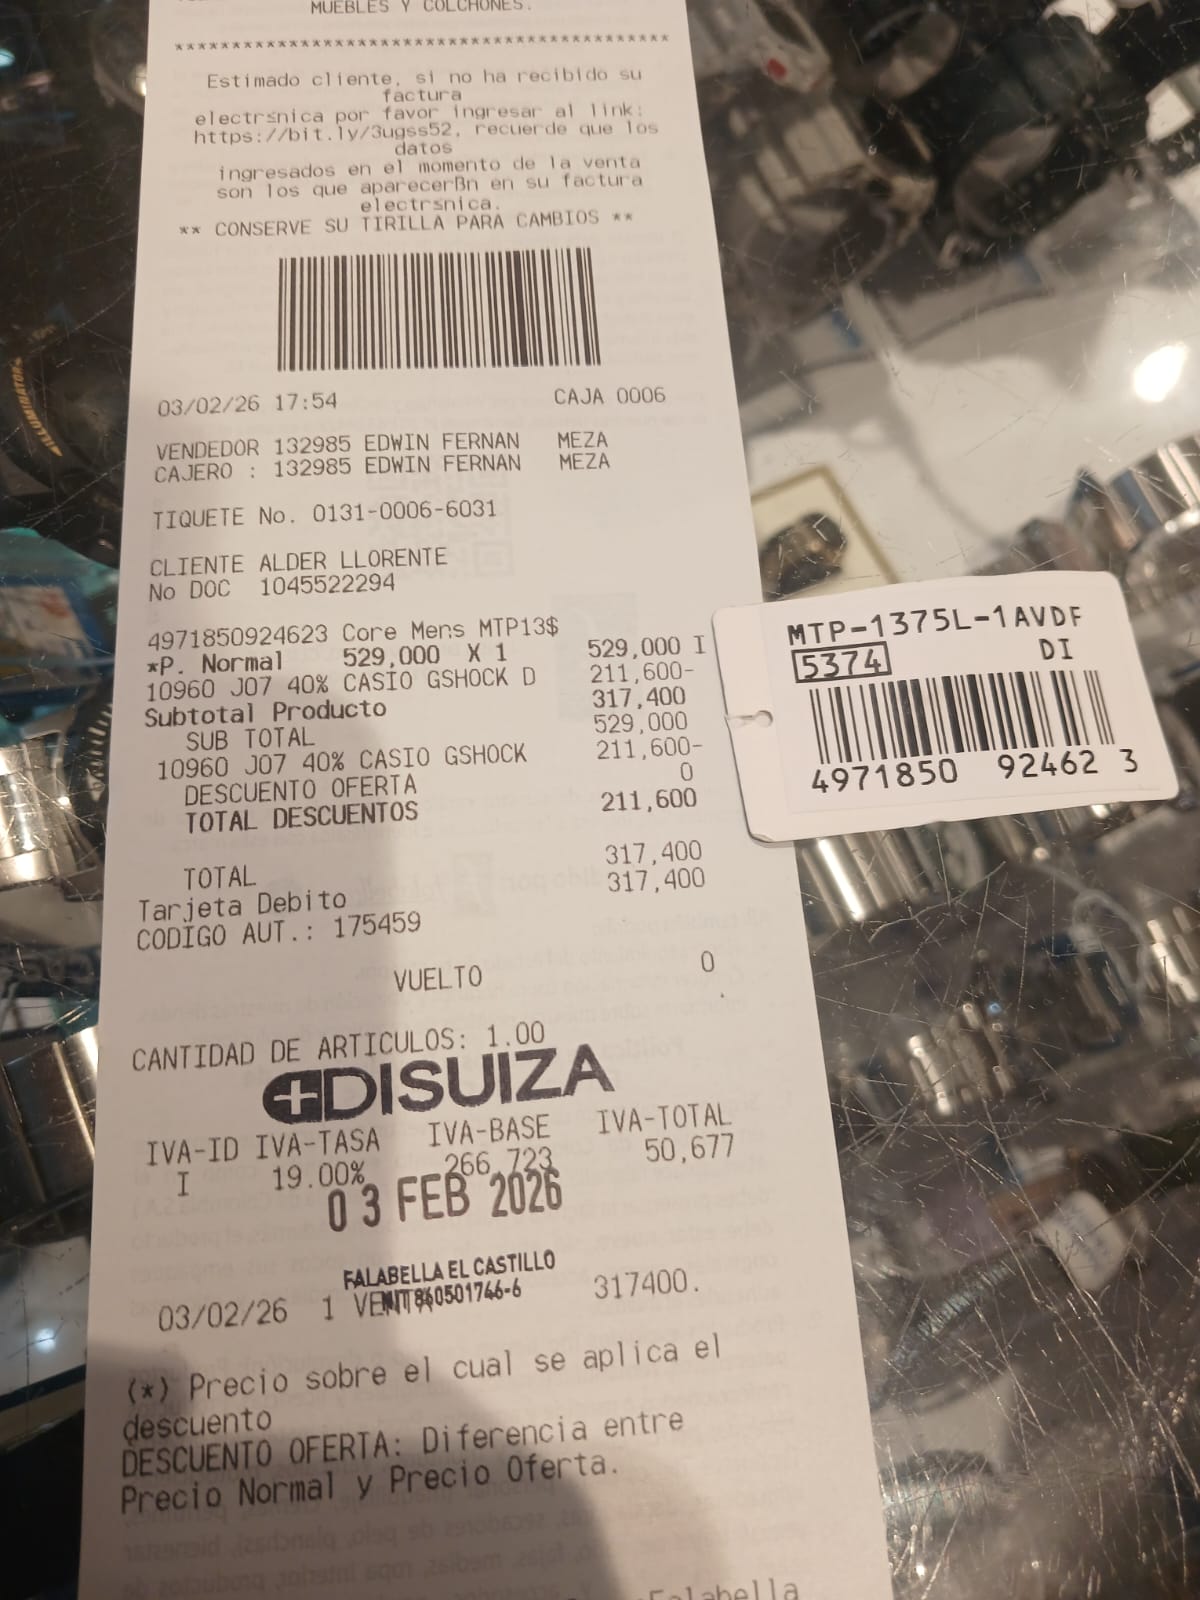 MUEBLES Y COLCHONES.
*******************************************
Estimado cliente, si no ha recibido su
factura
electrsnica por favor ingresar al link:
https://bit.ly/3ugss52, recuerde que los
datos
ingresados en el momento de la venta
son los que aparecerßn en su factura
electrsnica.
** CONSERVE SU TIRILLA PARA CAMBIOS **
03/02/26 17:54 CAJA 0006
VENDEDOR 132985 EDWIN FERNAN MEZA
CAJERO : 132985 EDWIN FERNAN MEZA
TIQUETE No. 0131-0006-6031
CLIENTE ALDER LLORENTE
No DOC 1045522294
4971850924623 Core Mens MTP13$
*P. Normal 529,000 X 1 529,000 I
10960 J07 40% CASIO GSHOCK D 211,600-
Subtotal Producto 317,400
SUB TOTAL 529,000
10960 J07 40% CASIO GSHOCK 211,600-
DESCUENTO OFERTA 0
TOTAL DESCUENTOS 211,600
TOTAL 317,400
Tarjeta Debito 317,400
CODIGO AUT.: 175459
VUELTO 0
CANTIDAD DE ARTICULOS: 1.00
DISUIZA
IVA-ID IVA-TASA IVA-BASE IVA-TOTAL
I 19.00% 266,723 50,677
03 FEB 2026
FALABELLA EL CASTILLO
860501746-6
03/02/26 1 VENTA 317400.
(*) Precio sobre el cual se aplica el
descuento
DESCUENTO OFERTA: Diferencia entre
Precio Normal y Precio Oferta.
Falabella
MTP-1375L-1AVDF
5374 DI
4971850 92462 3
ILLUMINATOR